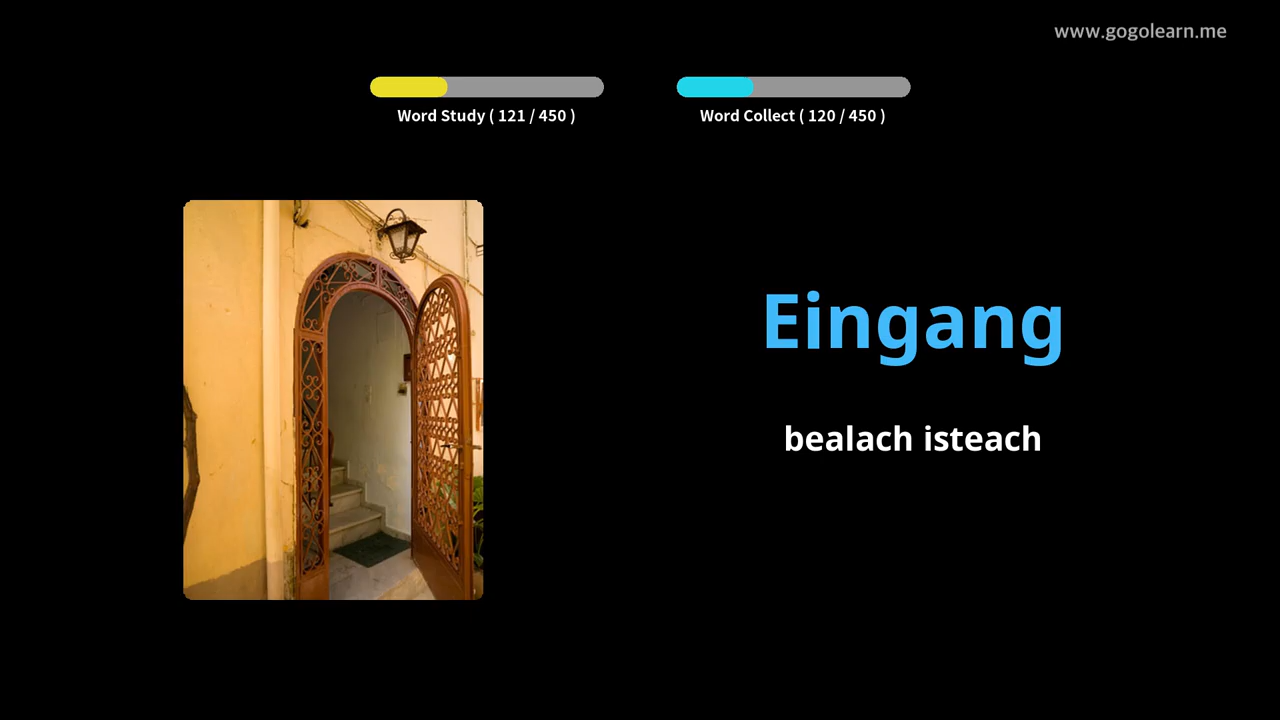 www.gogolearn.me
Word Study ( 121 / 450 )
Word Collect ( 120 / 450 )
Eingang
bealach isteach